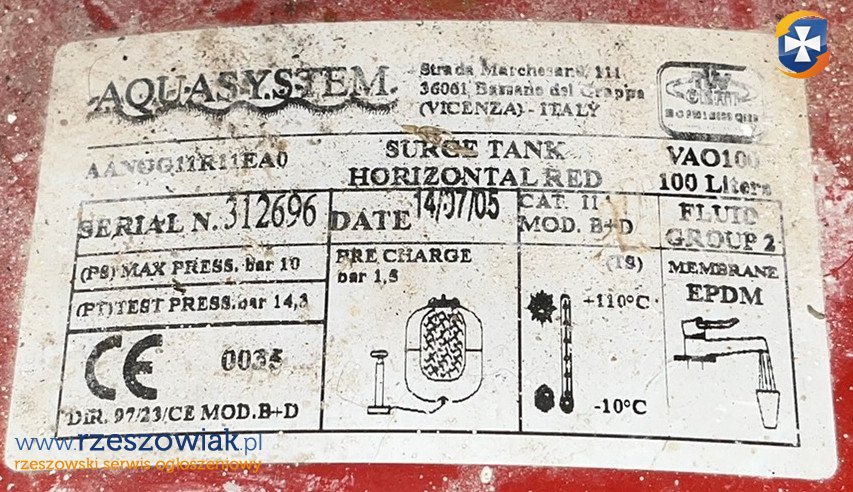 AQUASYSTEM
Strada Marchesane, 111
36061 Bassano del Grappa
(VICENZA) - ITALY
AANGG11R11EA0
SURGE TANK
HORIZONTAL RED
VAO100
100 Liters
SERIAL N. 312696
DATE 14/07/05
CAT. II
MOD. B+D
FLUID
GROUP 2
(PS) MAX PRESS. bar 10
(PT) TEST PRESS. bar 14,3
PRE CHARGE
bar 1,5
(TS)
+110°C
-10°C
MEMBRANE
EPDM
CE 0035
DIR. 97/23/CE MOD.B+D
www.rzeszowiak.pl
rzeszowski serwis ogłoszeniowy